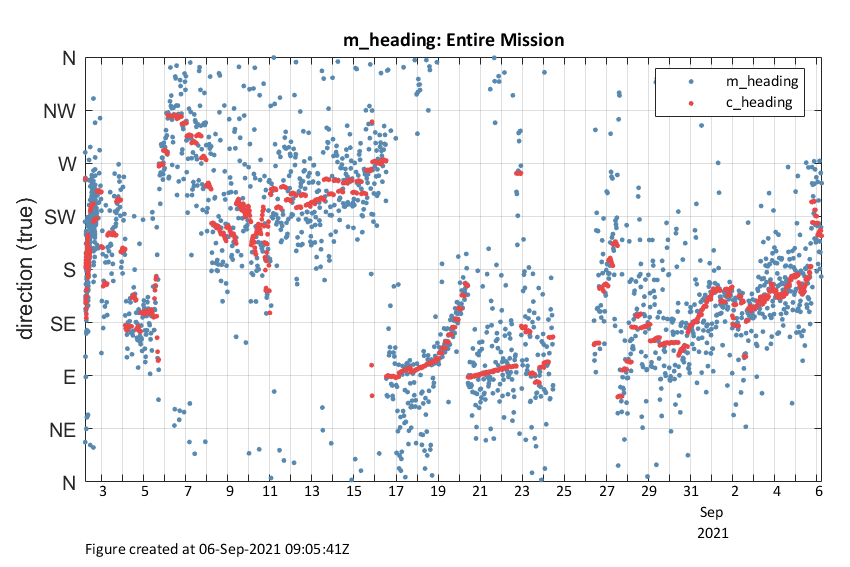 m_heading: Entire Mission
m_heading
c_heading
direction (true)
N
NW
W
SW
S
SE
E
NE
N
3 5 7 9 11 13 15 17 19 21 23 25 27 29 31 2 4 6
Sep
2021
Figure created at 06-Sep-2021 09:05:41Z